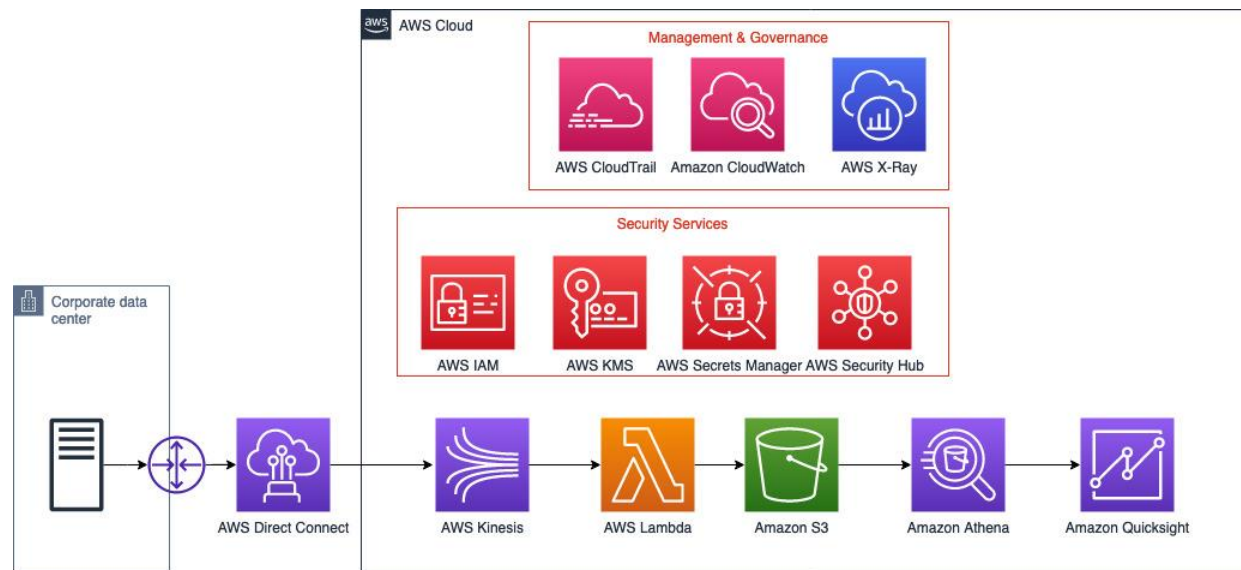 aws
AWS Cloud
Management & Governance
AWS CloudTrail
Amazon CloudWatch
AWS X-Ray
Security Services
AWS IAM
AWS KMS
AWS Secrets Manager
AWS Security Hub
Corporate data
center
AWS Direct Connect
AWS Kinesis
AWS Lambda
Amazon S3
Amazon Athena
Amazon Quicksight